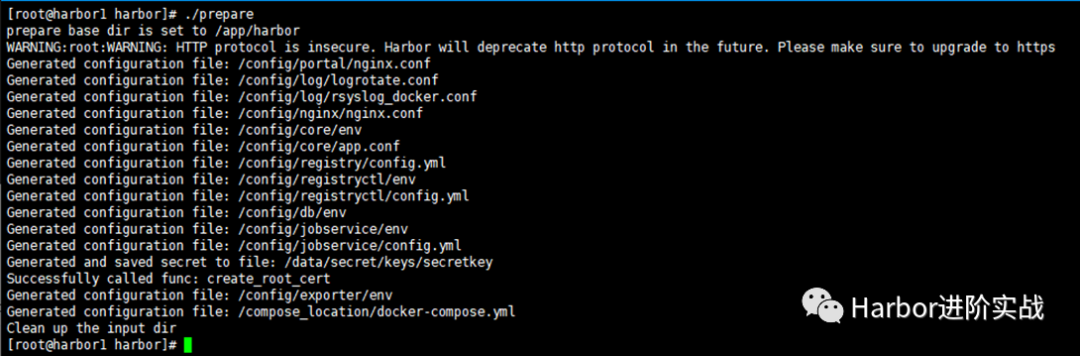 [root@harbor1 harbor]# ./prepare
prepare base dir is set to /app/harbor
WARNING:root:WARNING: HTTP protocol is insecure. Harbor will deprecate http protocol in the future. Please make sure to upgrade to https
Generated configuration file: /config/portal/nginx.conf
Generated configuration file: /config/log/logrotate.conf
Generated configuration file: /config/log/rsyslog_docker.conf
Generated configuration file: /config/nginx/nginx.conf
Generated configuration file: /config/core/env
Generated configuration file: /config/core/app.conf
Generated configuration file: /config/registry/config.yml
Generated configuration file: /config/registryctl/env
Generated configuration file: /config/registryctl/config.yml
Generated configuration file: /config/db/env
Generated configuration file: /config/jobservice/env
Generated configuration file: /config/jobservice/config.yml
Generated and saved secret to file: /data/secret/keys/secretkey
Successfully called func: create_root_cert
Generated configuration file: /config/exporter/env
Generated configuration file: /compose_location/docker-compose.yml
Clean up the input dir
[root@harbor1 harbor]#
Harbor进阶实战